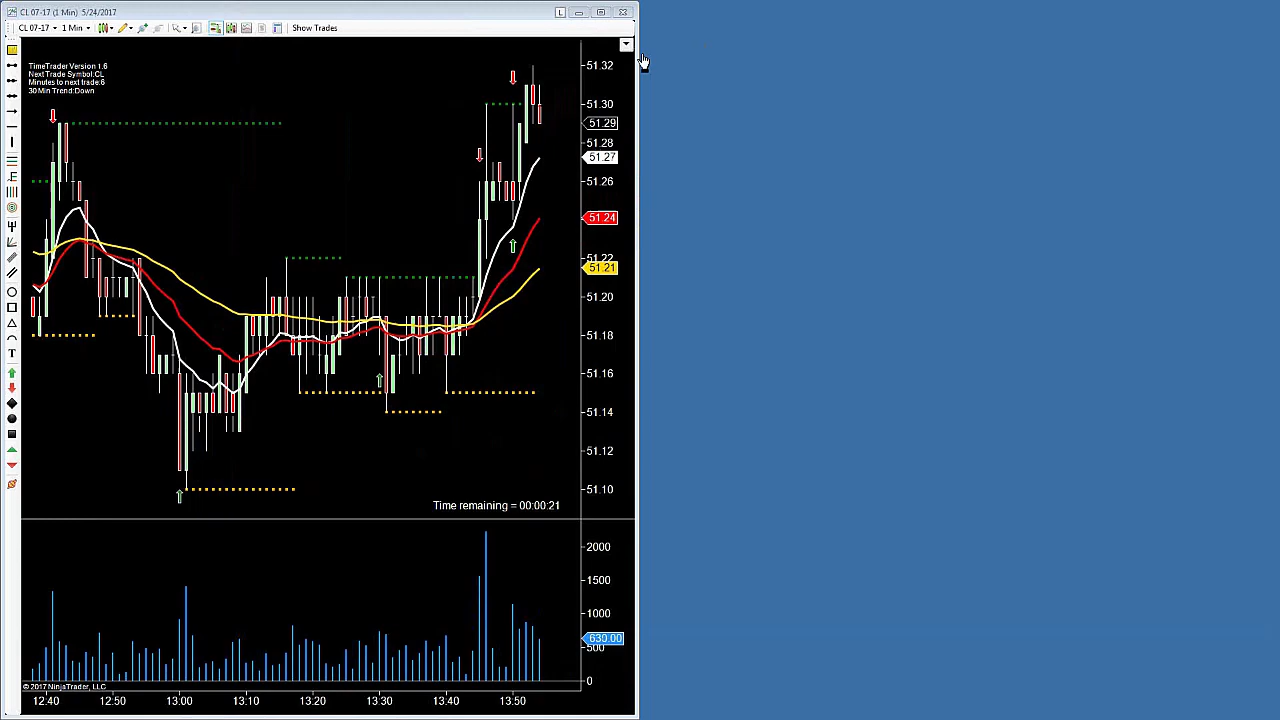 CL 07-17 (1 Min) 5/24/2017
L
CL 07-17 1 Min Show Trades
TimeTrader Version 1.6
Next Trade Symbol:CL
Minutes to next trade:6
30 Min Trend:Down
51.32
51.30
51.29
51.28
51.27
51.26
51.24
51.22
51.21
51.20
51.18
51.16
51.14
51.12
51.10
Time remaining = 00:00:21
2000
1500
1000
630.00
500
0
© 2017 NinjaTrader, LLC
12:40 12:50 13:00 13:10 13:20 13:30 13:40 13:50
T